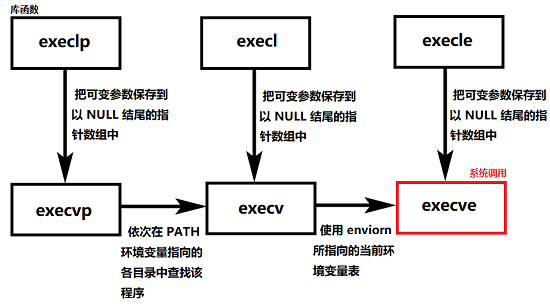 库函数
execlp
execl
execle
把可变参数保存到
以 NULL 结尾的指
针数组中
把可变参数保存到
以 NULL 结尾的指
针数组中
把可变参数保存到
以 NULL 结尾的指
针数组中
系统调用
execvp
execv
execve
依次在 PATH
环境变量指向的
各目录中查找该
程序
使用 enviorn
所指向的当前环
境变量表